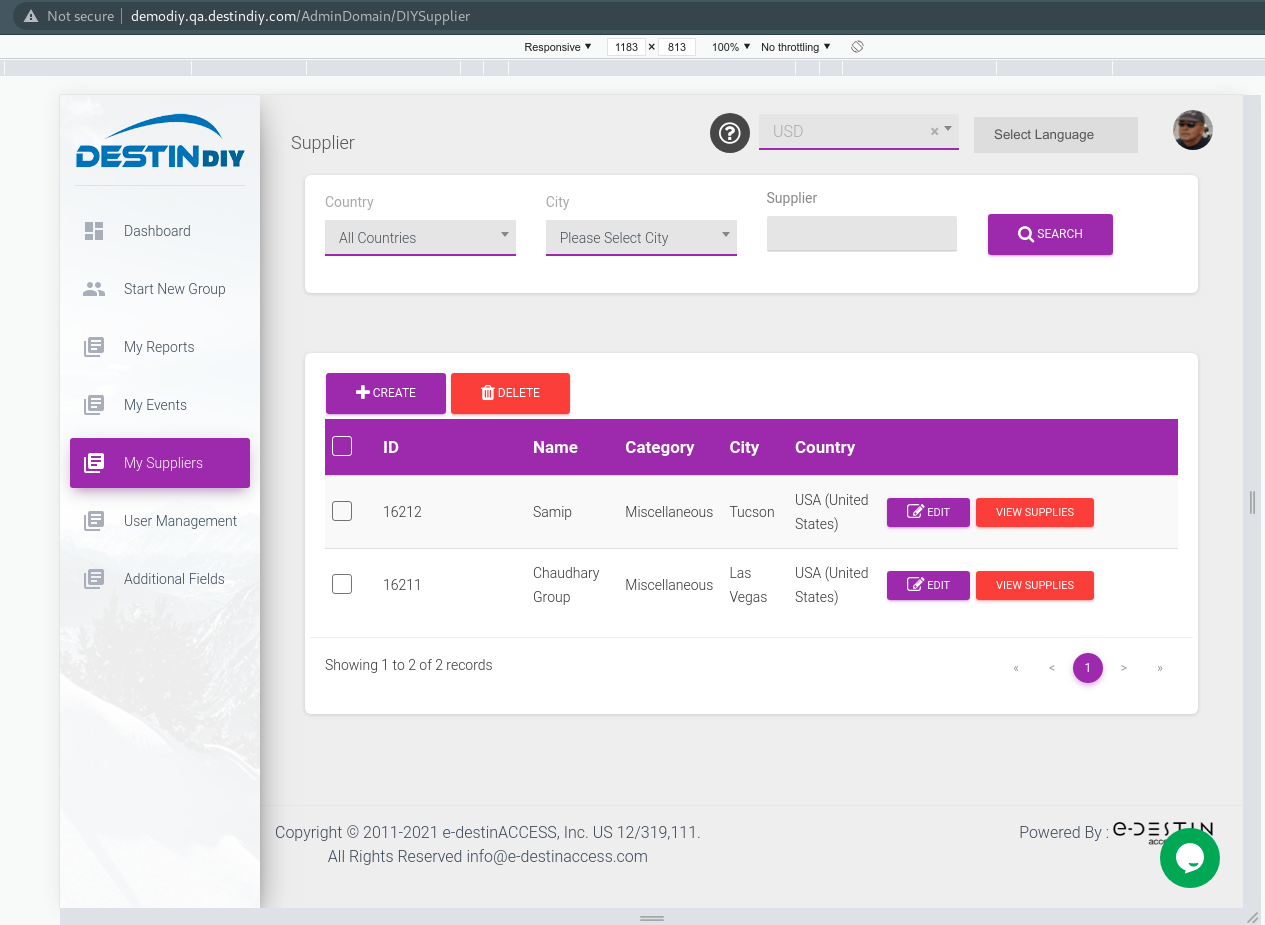 Not secure demodiy.qa.destindiy.com/AdminDomain/DIYSupplier
Responsive 1183 × 813 100% No throttling
DESTINDIY
Supplier
? USD × Select Language
Dashboard
Start New Group
My Reports
My Events
My Suppliers
User Management
Additional Fields
Country City Supplier
All Countries Please Select City SEARCH
CREATE DELETE
ID Name Category City Country
16212 Samip Miscellaneous Tucson USA (United States) EDIT VIEW SUPPLIES
16211 Chaudhary Group Miscellaneous Las Vegas USA (United States) EDIT VIEW SUPPLIES
Showing 1 to 2 of 2 records « < 1 > »
Copyright © 2011-2021 e-destinACCESS, Inc. US 12/319,111.
All Rights Reserved info@e-destinaccess.com
Powered By : e-DESTIN